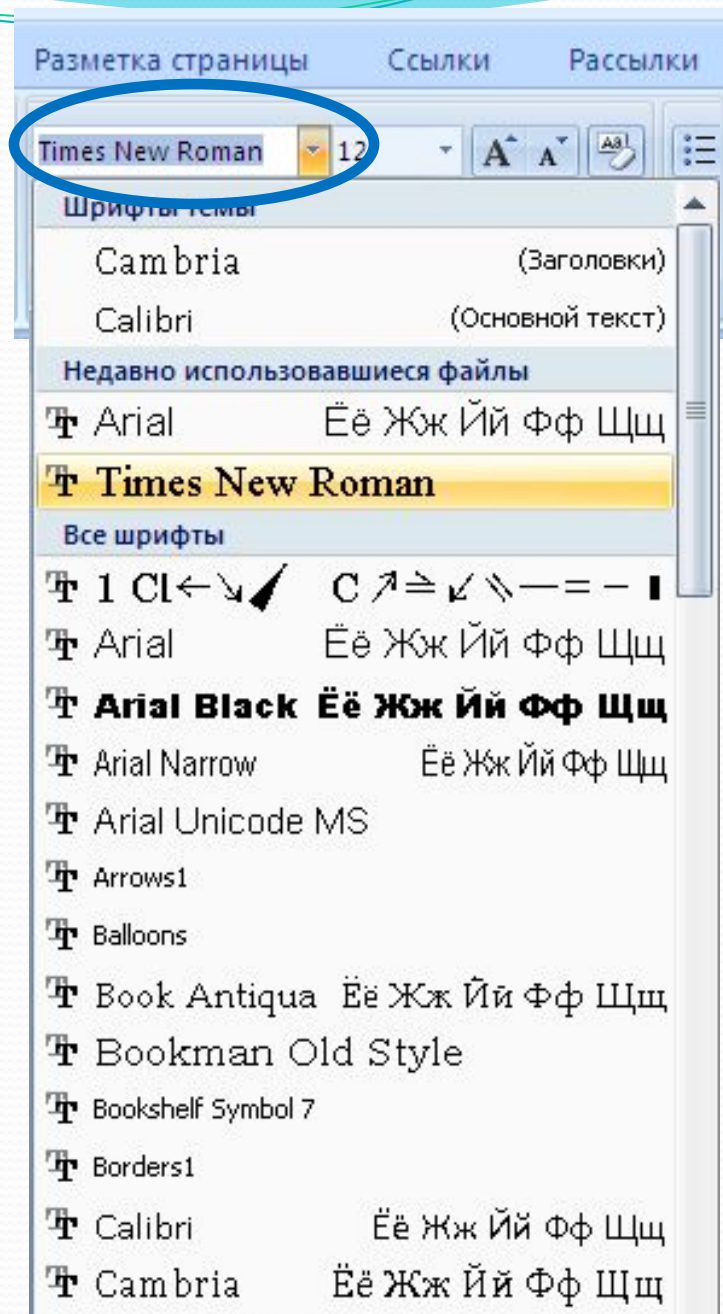 Разметка страницы Ссылки Рассылки
Times New Roman 12 A A Aa
Шрифты темы
Cambria (Заголовки)
Calibri (Основной текст)
Недавно использовавшиеся файлы
Arial Ёё Жж Йй Фф Щщ
Times New Roman
Все шрифты
1 Cl←↘ C ↗ ↙ — = –
Arial Ёё Жж Йй Фф Щщ
Arial Black Ёё Жж Йй Фф Щщ
Arial Narrow Ёё Жж Йй Фф Щщ
Arial Unicode MS
Arrows1
Balloons
Book Antiqua Ёё Жж Йй Фф Щщ
Bookman Old Style
Bookshelf Symbol 7
Borders1
Calibri Ёё Жж Йй Фф Щщ
Cambria Ёё Жж Йй Фф Щщ